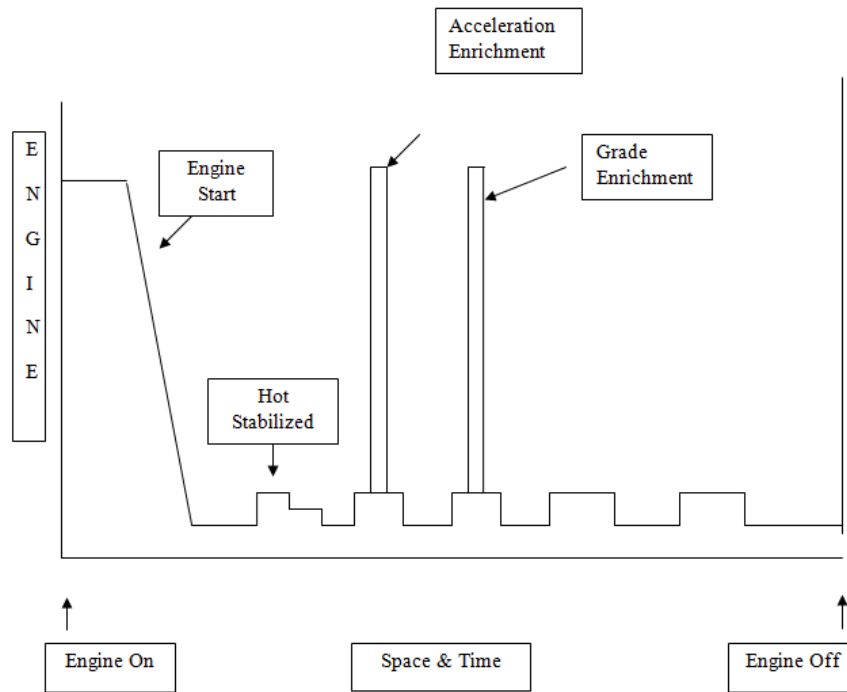 Acceleration
Enrichment
E
N
G
I
N
E
Engine
Start
Grade
Enrichment
Hot
Stabilized
Engine On
Space & Time
Engine Off